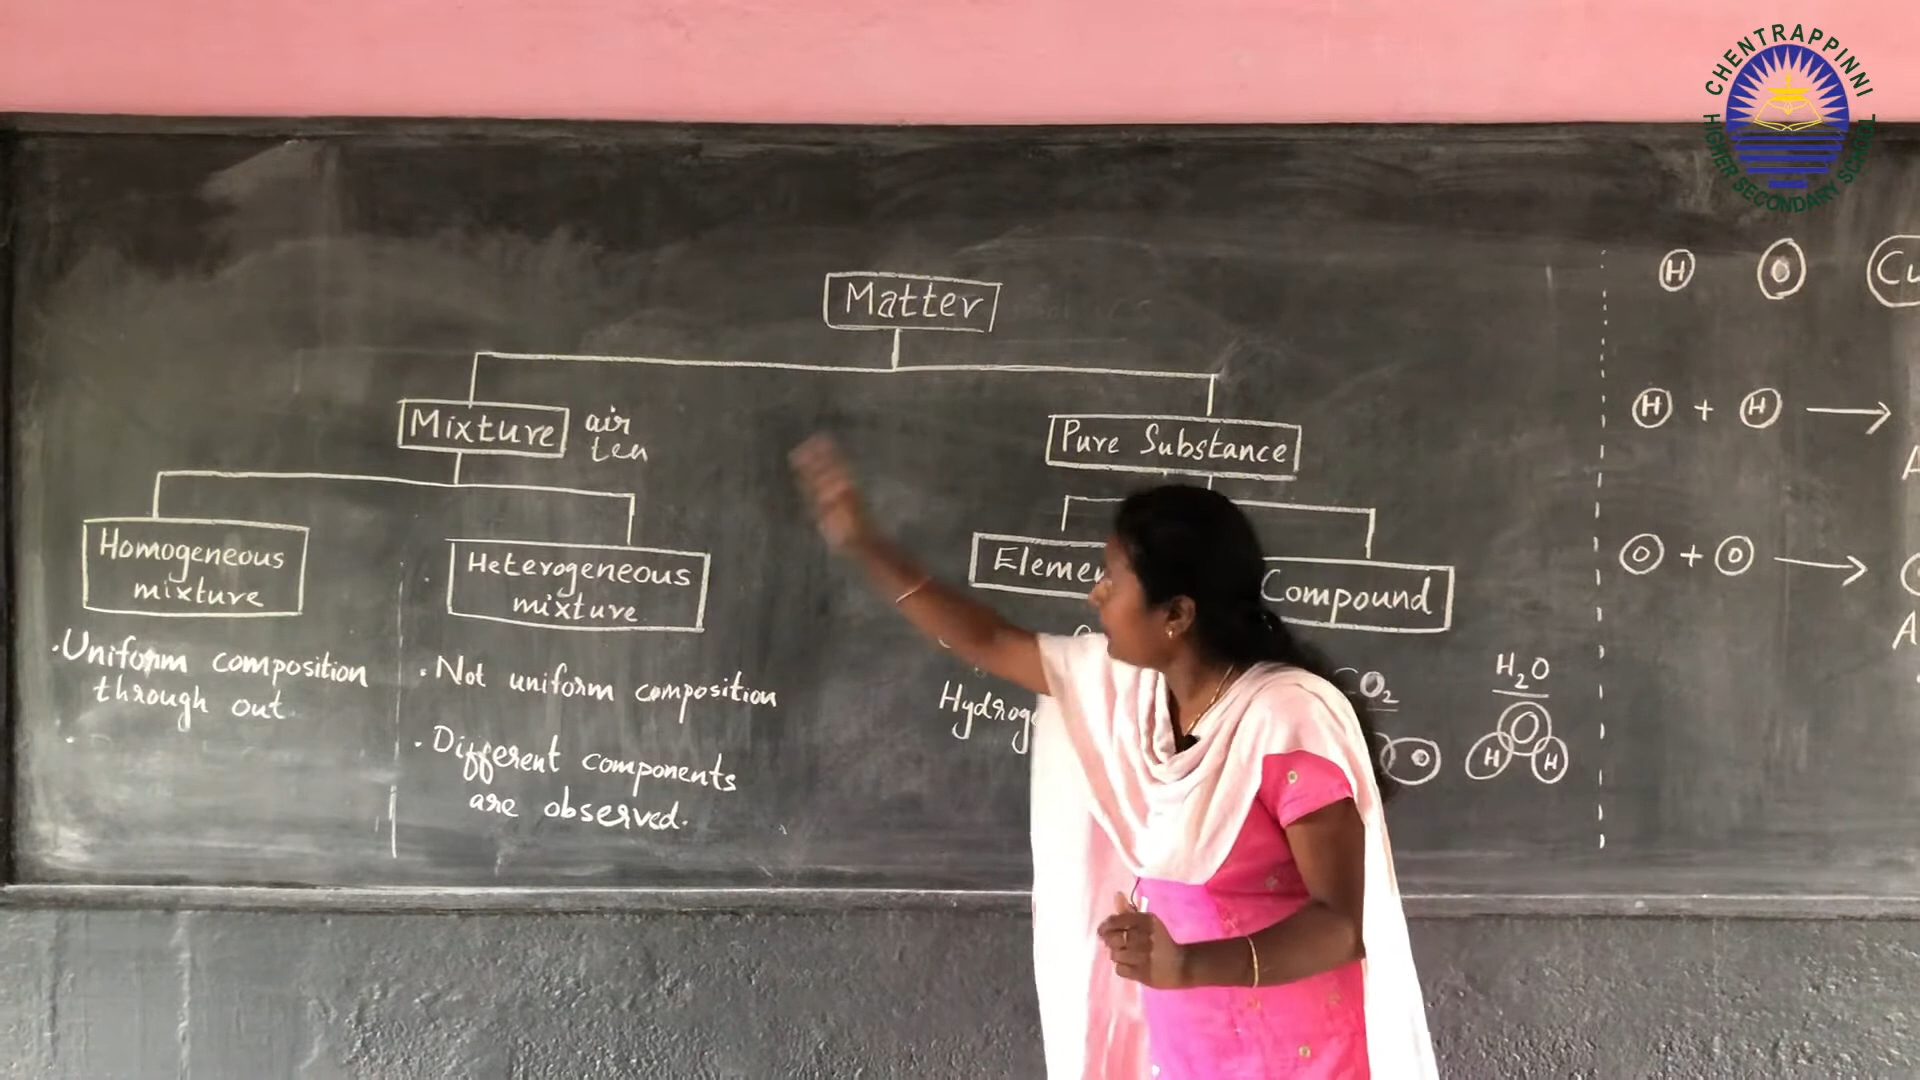 CHENTRAPPINNI
HIGHER SECONDARY SCHOOL
Matter
Mixture
air
tea
Pure Substance
Homogeneous
mixture
Heterogeneous
mixture
Compound
. Uniform composition
through out
. Not uniform composition
. Different components
are observed.
H₂O
O
H H
O
H O
H + H →
O + O →